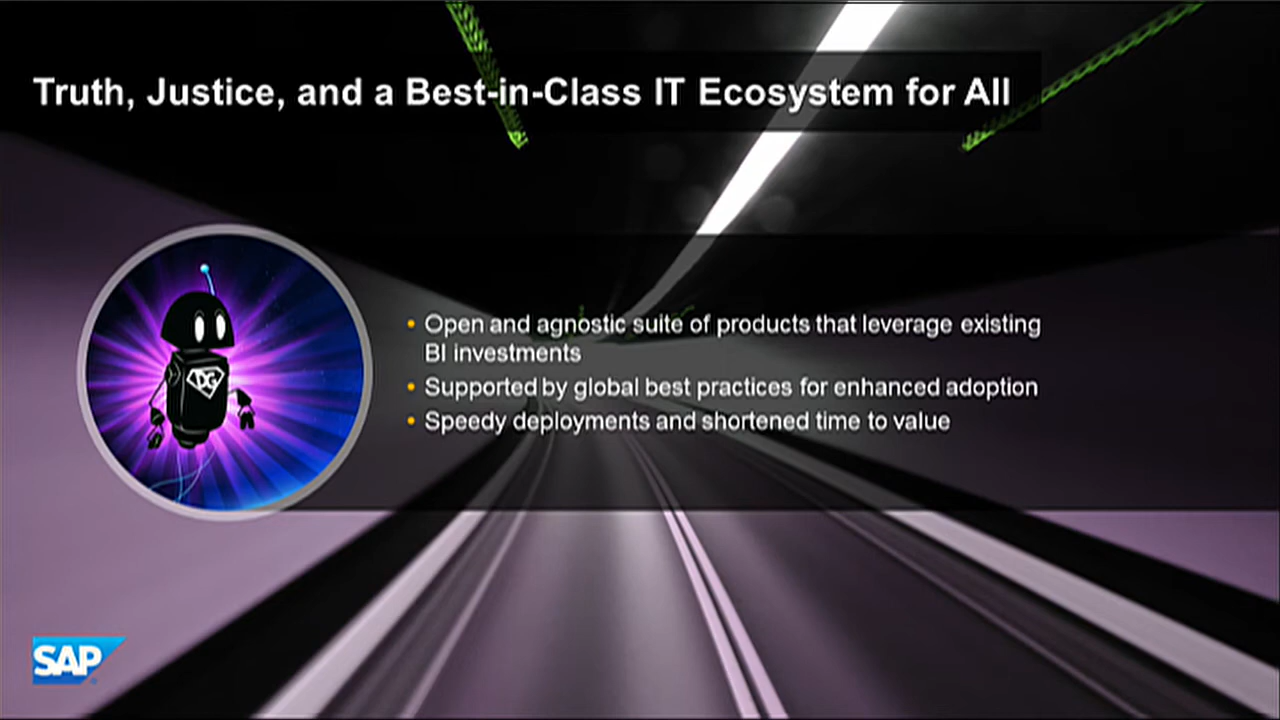 Truth, Justice, and a Best-in-Class IT Ecosystem for All
• Open and agnostic suite of products that leverage existing
BI investments
• Supported by global best practices for enhanced adoption
• Speedy deployments and shortened time to value
DG
SAP